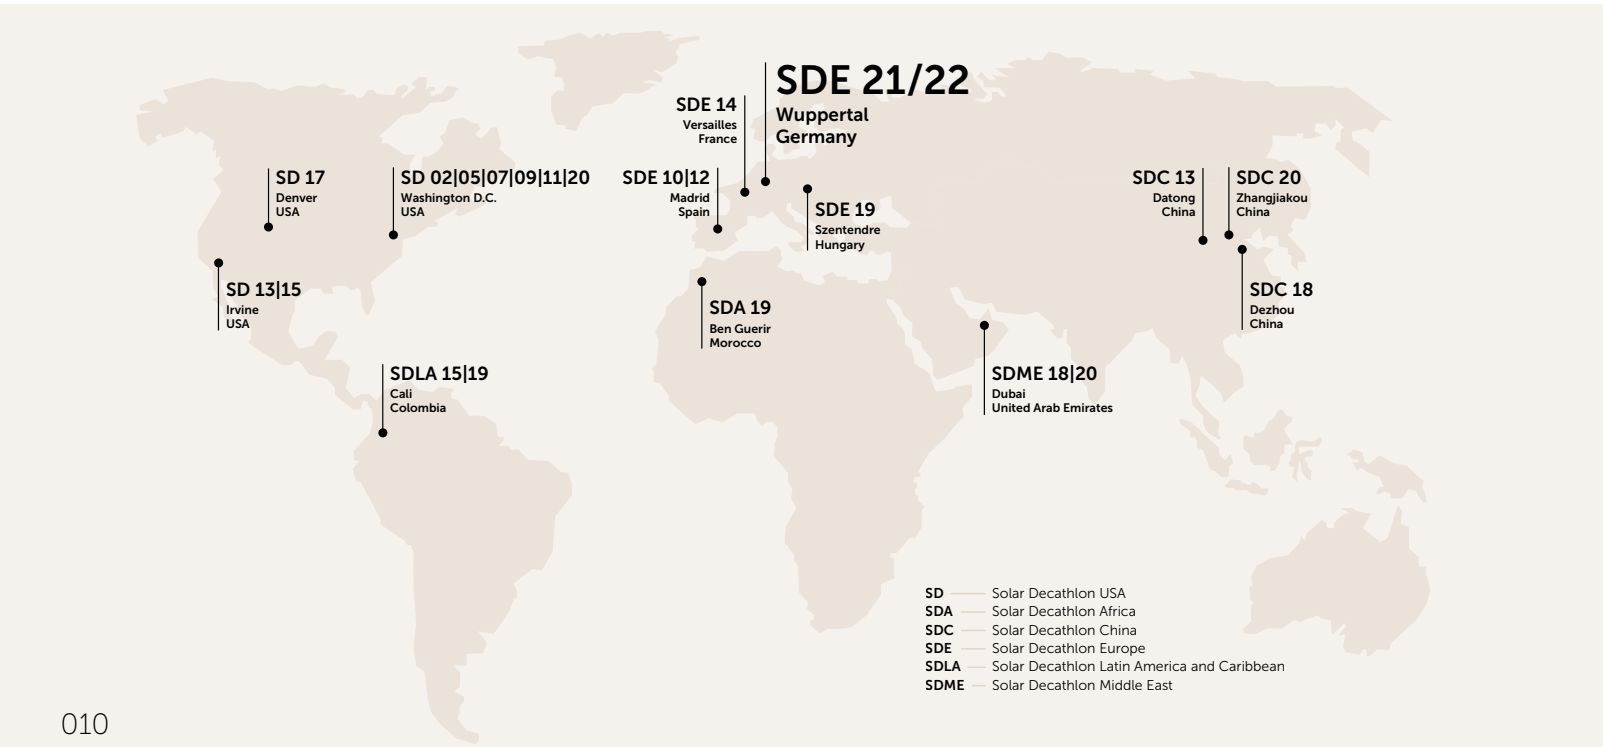 SDE 21/22
Wuppertal
Germany
SDE 14
Versailles
France
SD 17
Denver
USA
SD 02|05|07|09|11|20
Washington D.C.
USA
SDE 10|12
Madrid
Spain
SDE 19
Szentendre
Hungary
SDC 13
Datong
China
SDC 20
Zhangjiakou
China
SD 13|15
Irvine
USA
SDA 19
Ben Guerir
Morocco
SDC 18
Dezhou
China
SDLA 15|19
Cali
Colombia
SDME 18|20
Dubai
United Arab Emirates
SD Solar Decathlon USA
SDA Solar Decathlon Africa
SDC Solar Decathlon China
SDE Solar Decathlon Europe
SDLA Solar Decathlon Latin America and Caribbean
SDME Solar Decathlon Middle East
010